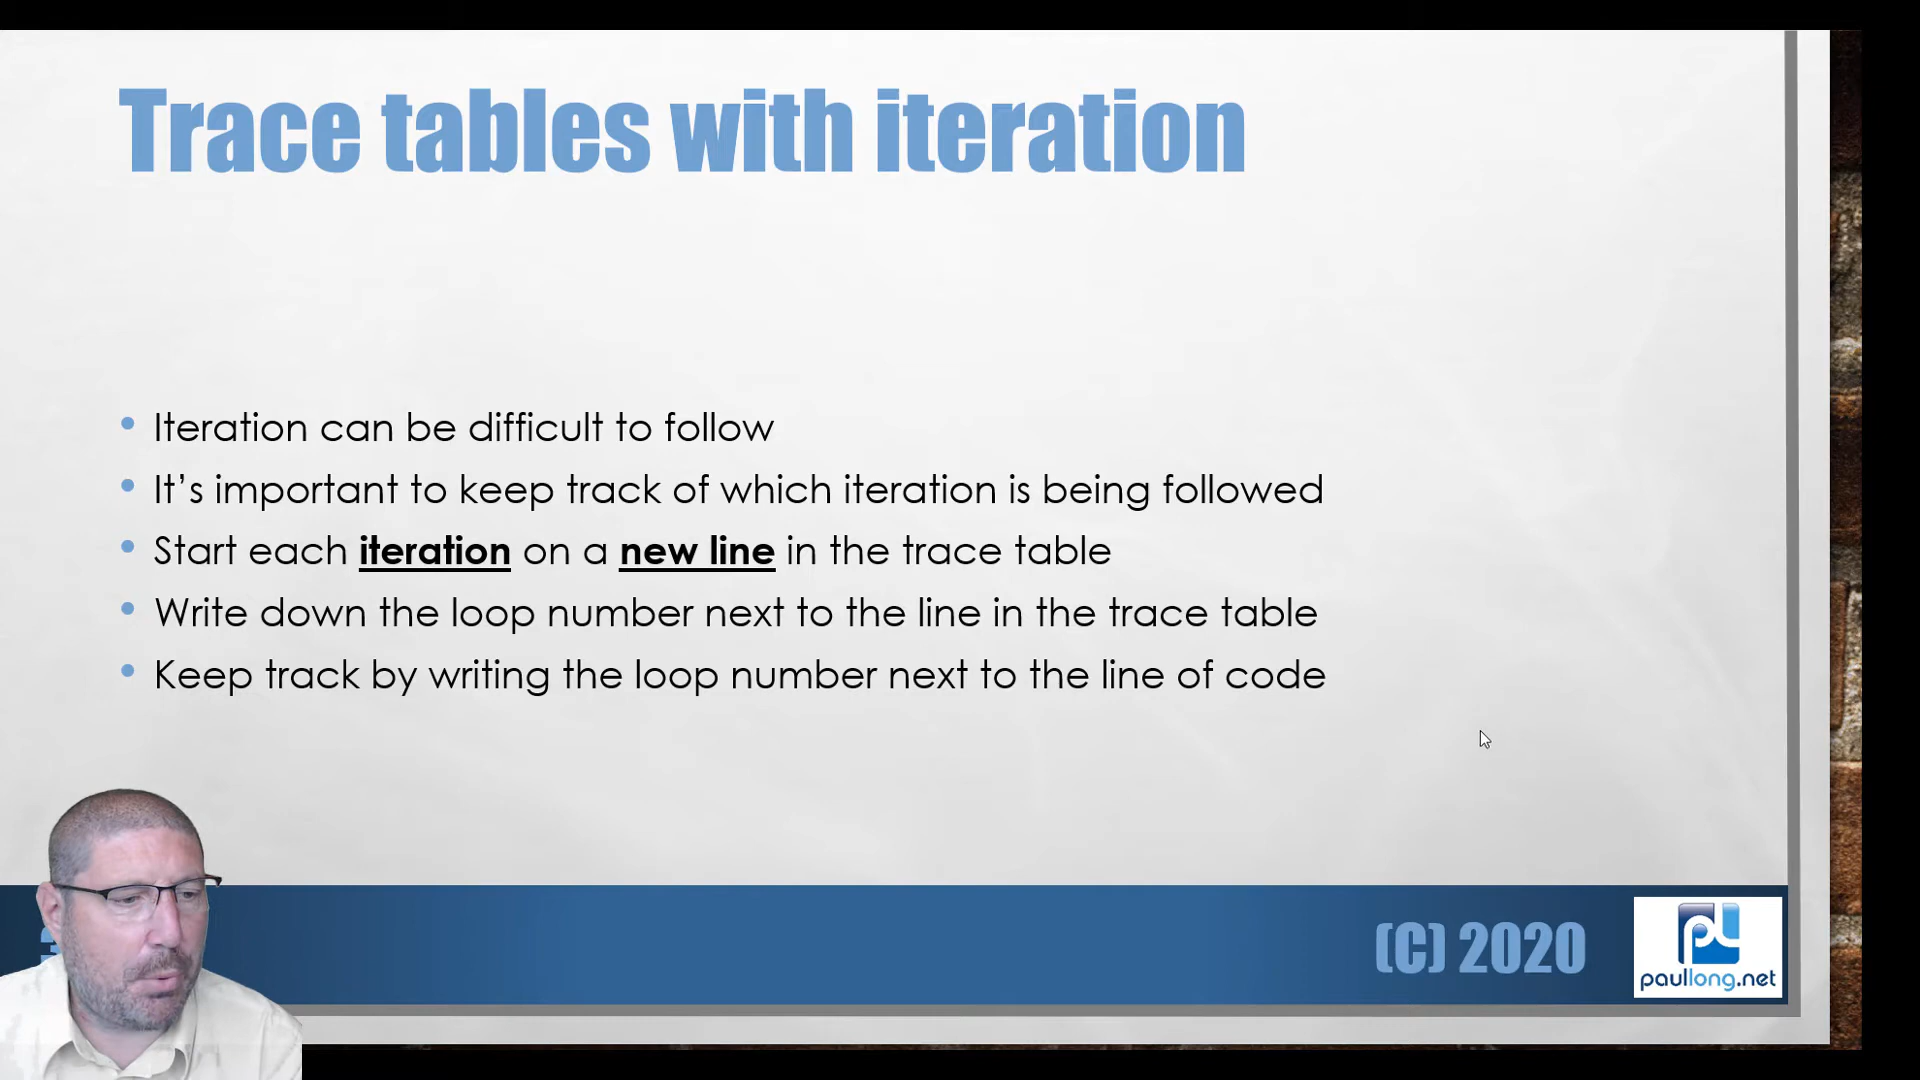 Trace tables with iteration
• Iteration can be difficult to follow
• It’s important to keep track of which iteration is being followed
• Start each iteration on a new line in the trace table
• Write down the loop number next to the line in the trace table
• Keep track by writing the loop number next to the line of code
(C) 2020
pl
paullong.net